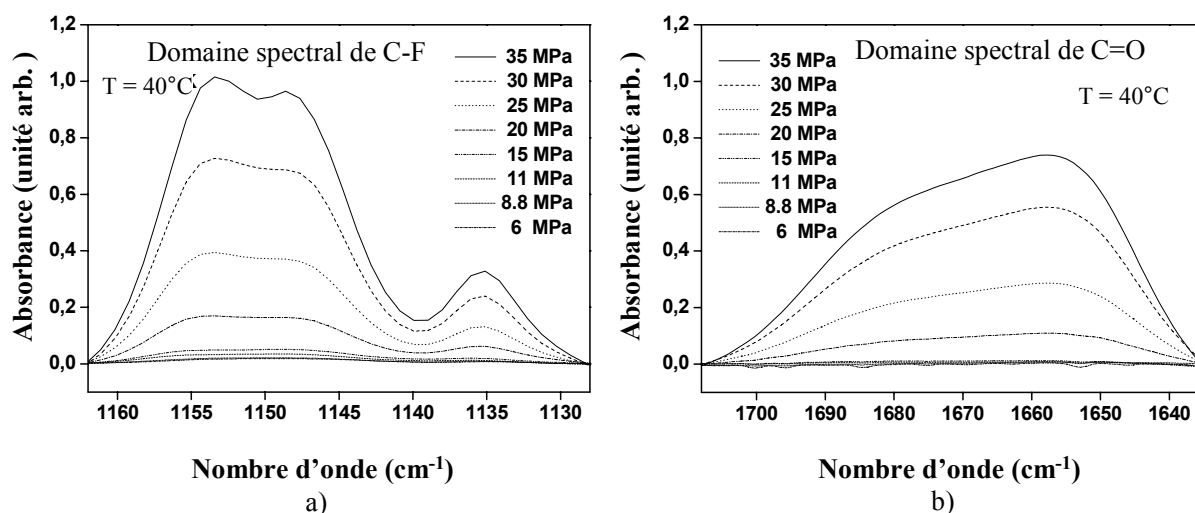 1,2
1,0
0,8
0,6
0,4
0,2
0,0
Absorbance (unité arb. )
Domaine spectral de C-F
T = 40°C
35 MPa
30 MPa
25 MPa
20 MPa
15 MPa
11 MPa
8.8 MPa
6 MPa
1160 1155 1150 1145 1140 1135 1130
Nombre d’onde (cm-1)
a)
1,2
1,0
0,8
0,6
0,4
0,2
0,0
Absorbance (unité arb. )
Domaine spectral de C=O
T = 40°C
35 MPa
30 MPa
25 MPa
20 MPa
15 MPa
11 MPa
8.8 MPa
6 MPa
1700 1690 1680 1670 1660 1650 1640
Nombre d’onde (cm-1)
b)